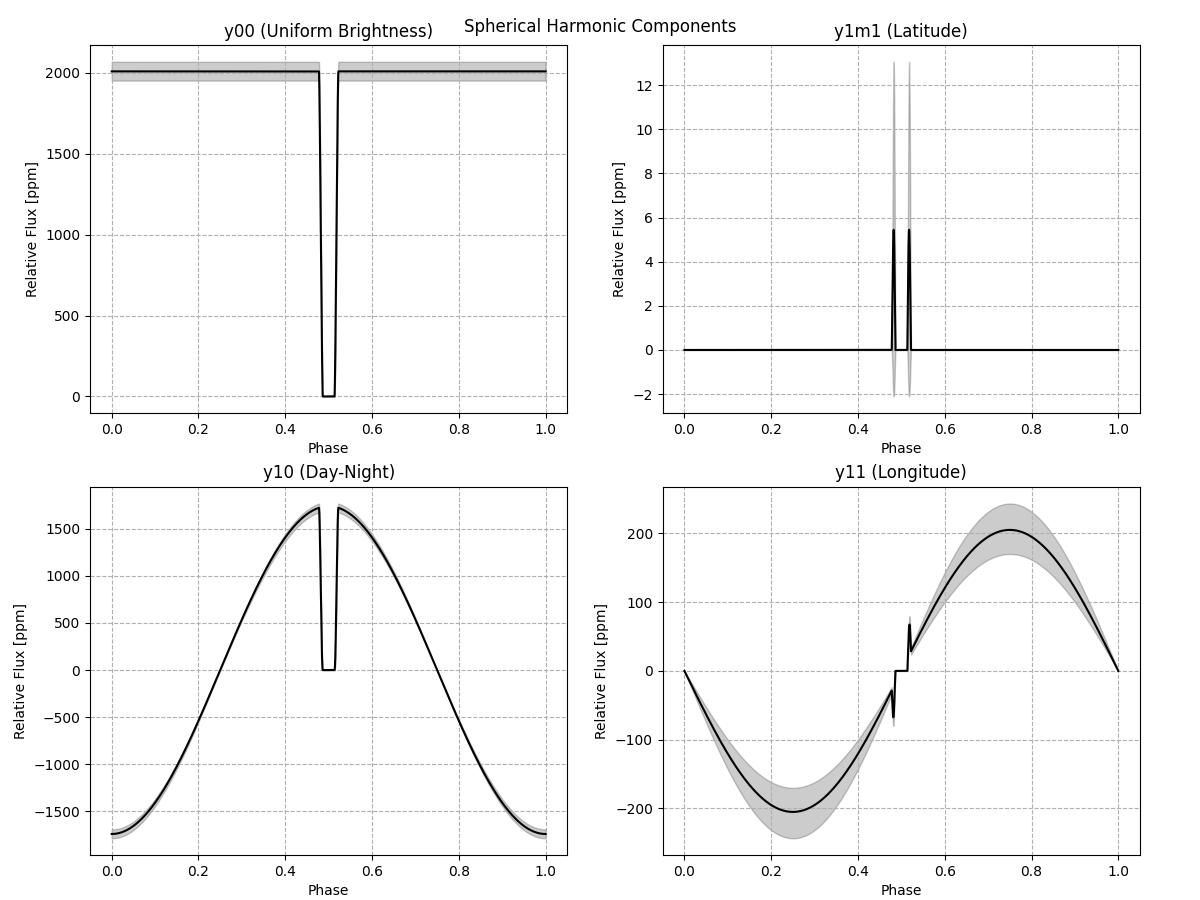 Spherical Harmonic Components
y00 (Uniform Brightness)
Relative Flux [ppm]
2000
1500
1000
500
0
0.0 0.2 0.4 0.6 0.8 1.0
Phase
y1m1 (Latitude)
Relative Flux [ppm]
12
10
8
6
4
2
0
−2
0.0 0.2 0.4 0.6 0.8 1.0
Phase
y10 (Day-Night)
Relative Flux [ppm]
1500
1000
500
0
−500
−1000
−1500
0.0 0.2 0.4 0.6 0.8 1.0
Phase
y11 (Longitude)
Relative Flux [ppm]
200
100
0
−100
−200
0.0 0.2 0.4 0.6 0.8 1.0
Phase